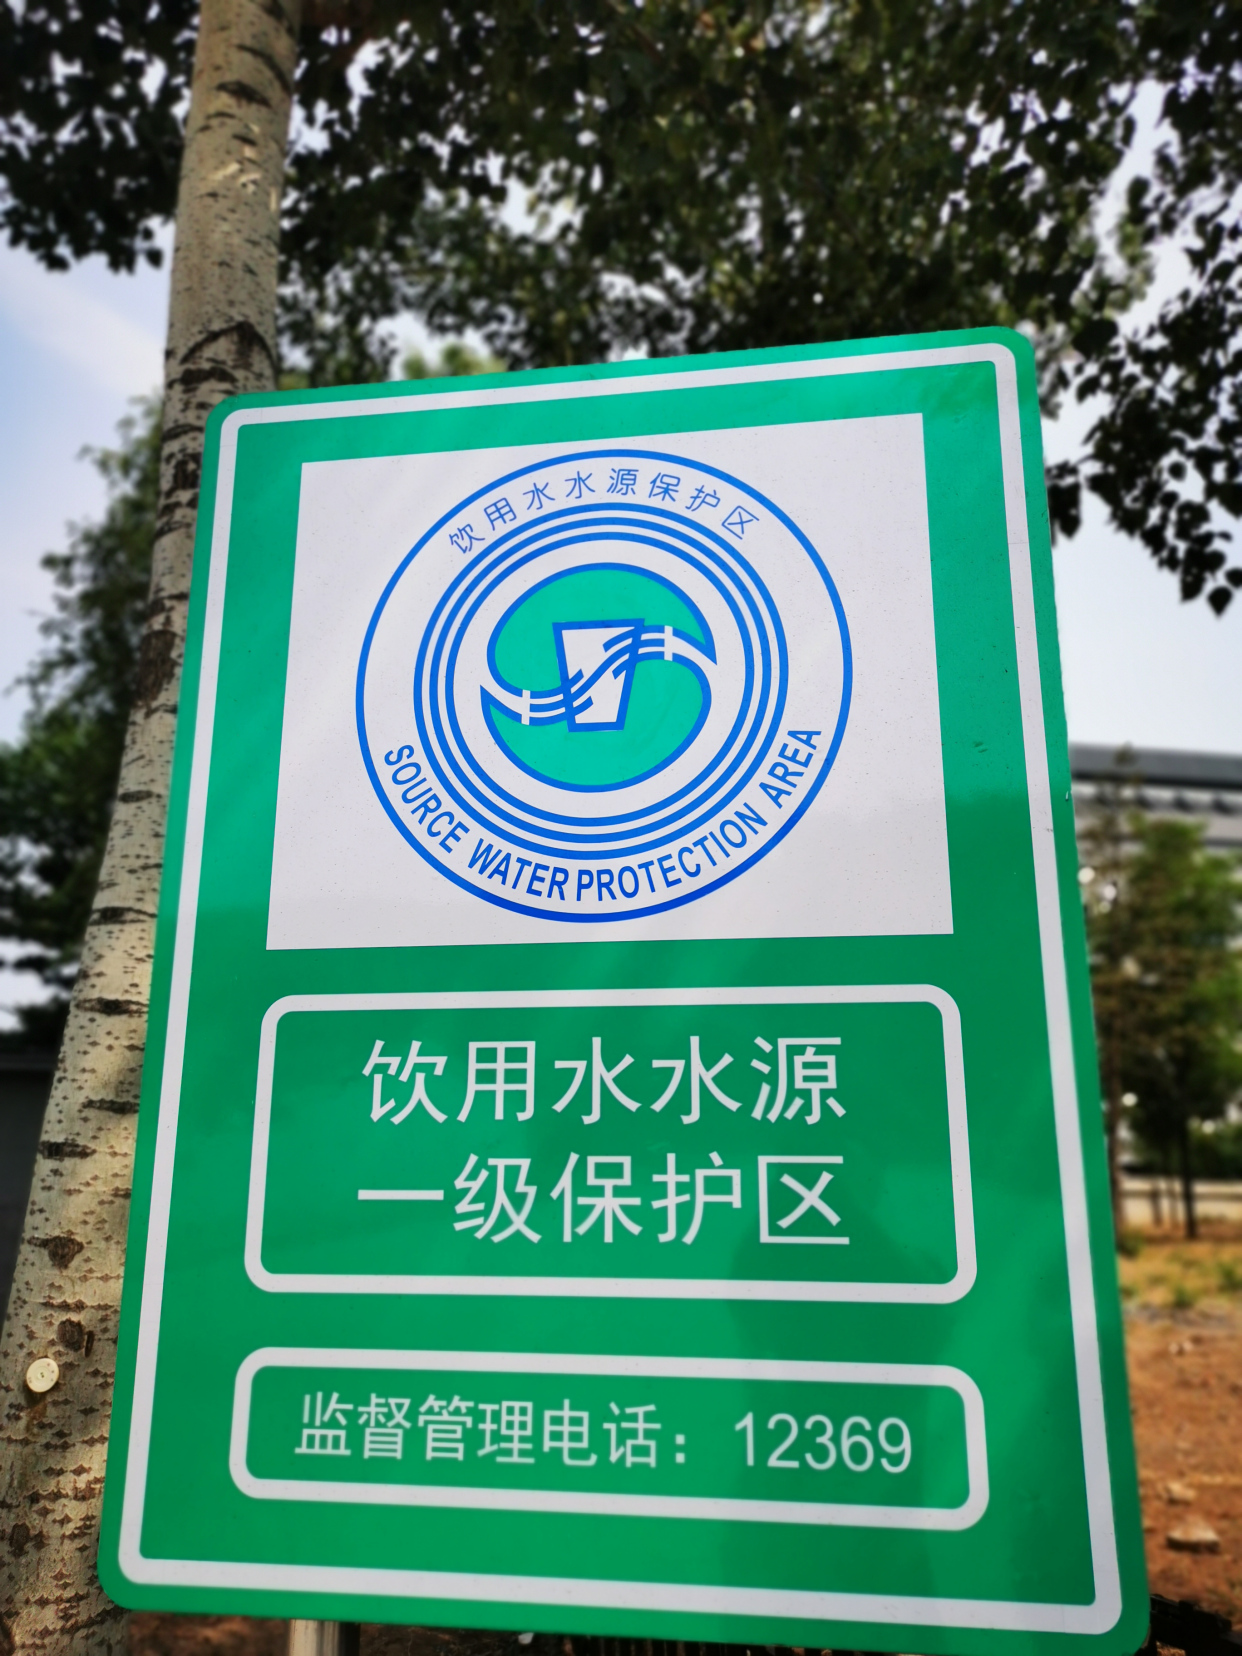 饮用水水源保护区
SOURCE WATER PROTECTION AREA
饮用水水源
一级保护区
监督管理电话：12369